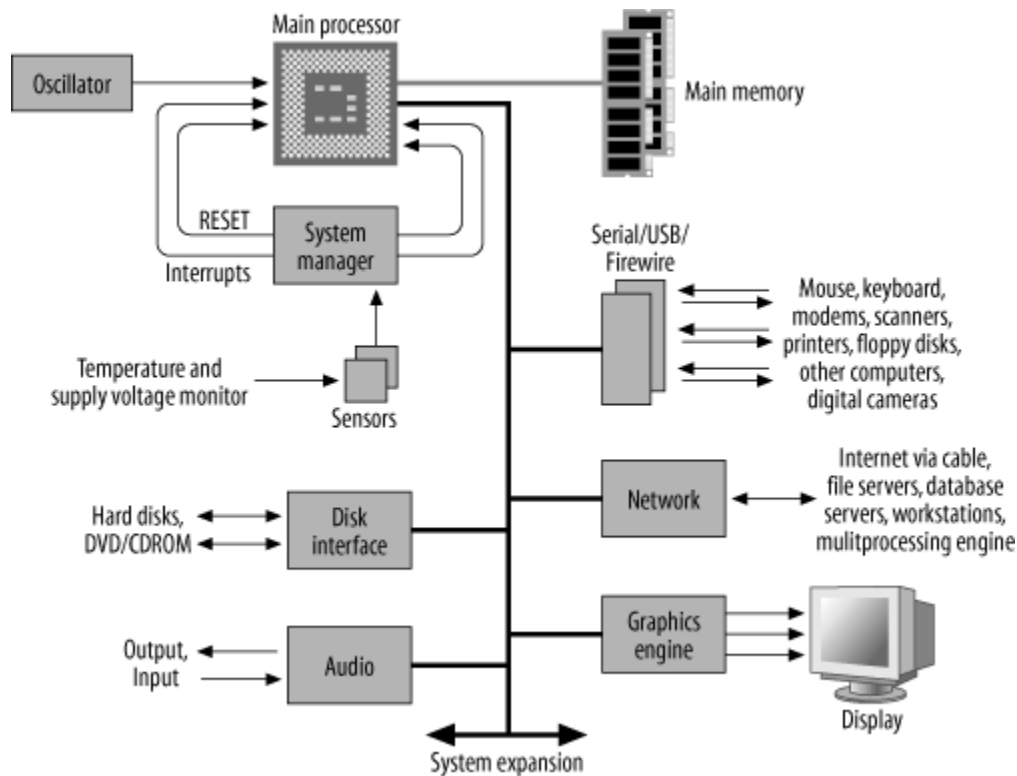 Main processor
Oscillator
Main memory
RESET
System
manager
Interrupts
Serial/USB/
Firewire
Mouse, keyboard,
modems, scanners,
printers, floppy disks,
other computers,
digital cameras
Temperature and
supply voltage monitor
Sensors
Internet via cable,
file servers, database
servers, workstations,
mulitprocessing engine
Network
Hard disks,
DVD/CDROM
Disk
interface
Graphics
engine
Output,
Input
Audio
Display
System expansion